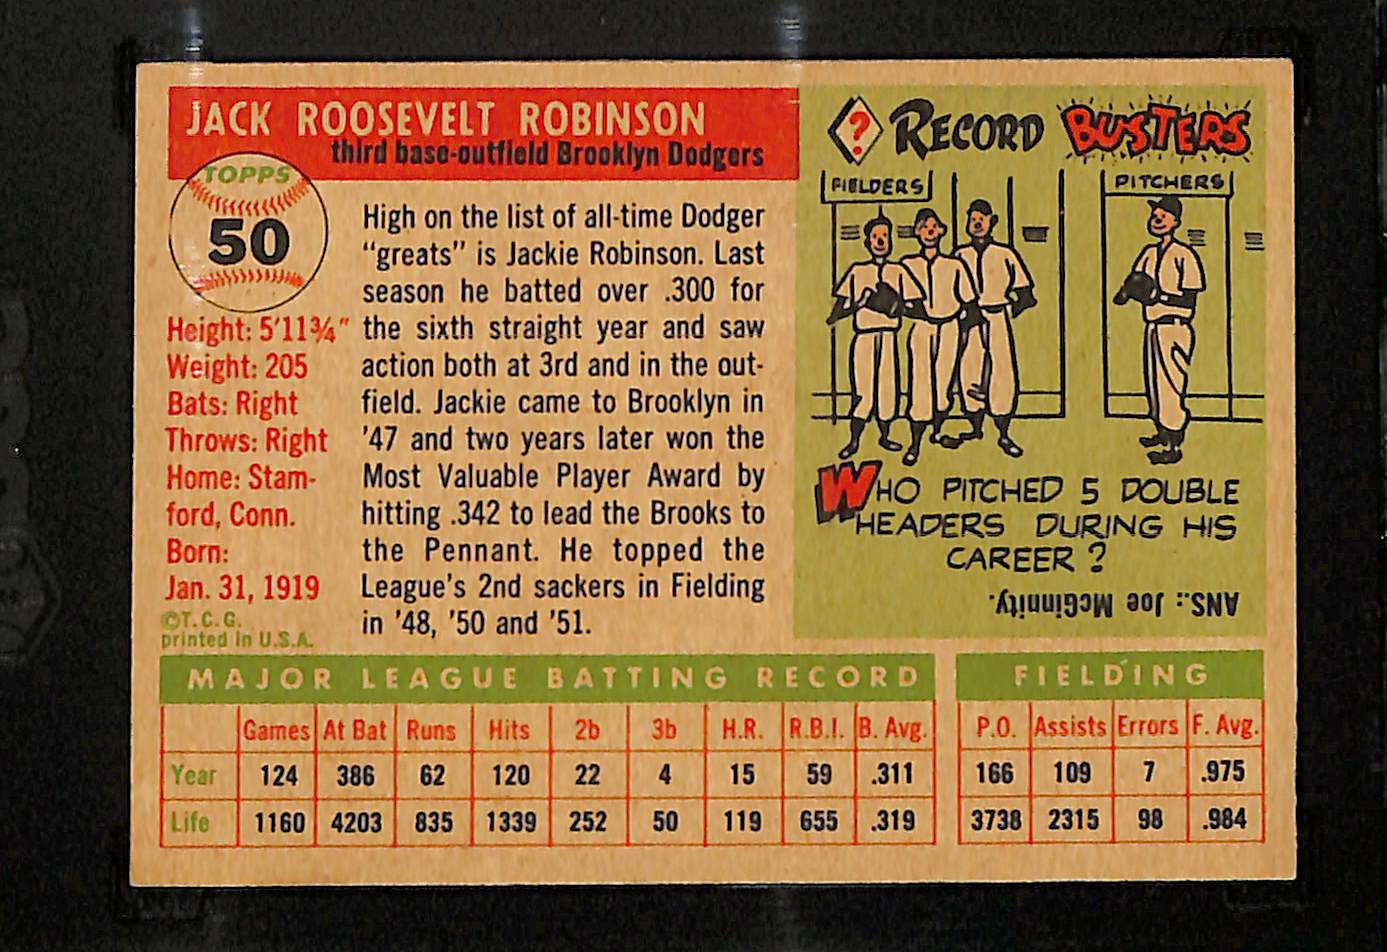 JACK ROOSEVELT ROBINSON
third base-outfield Brooklyn Dodgers
TOPPS
50
Height: 5'11¾"
Weight: 205
Bats: Right
Throws: Right
Home: Stam-
ford, Conn.
Born:
Jan. 31, 1919
©T.C.G.
printed in U.S.A.
High on the list of all-time Dodger
"greats" is Jackie Robinson. Last
season he batted over .300 for
the sixth straight year and saw
action both at 3rd and in the out-
field. Jackie came to Brooklyn in
'47 and two years later won the
Most Valuable Player Award by
hitting .342 to lead the Brooks to
the Pennant. He topped the
League's 2nd sackers in Fielding
in '48, '50 and '51.
? RECORD BUSTERS
FIELDERS
PITCHERS
WHO PITCHED 5 DOUBLE
HEADERS DURING HIS
CAREER?
ANS.: Joe McGinnity.
MAJOR LEAGUE BATTING RECORD
Games At Bat Runs Hits 2b 3b H.R. R.B.I. B. Avg.
Year 124 386 62 120 22 4 15 59 .311
Life 1160 4203 835 1339 252 50 119 655 .319
FIELDING
P.O. Assists Errors F. Avg.
166 109 7 .975
3738 2315 98 .984